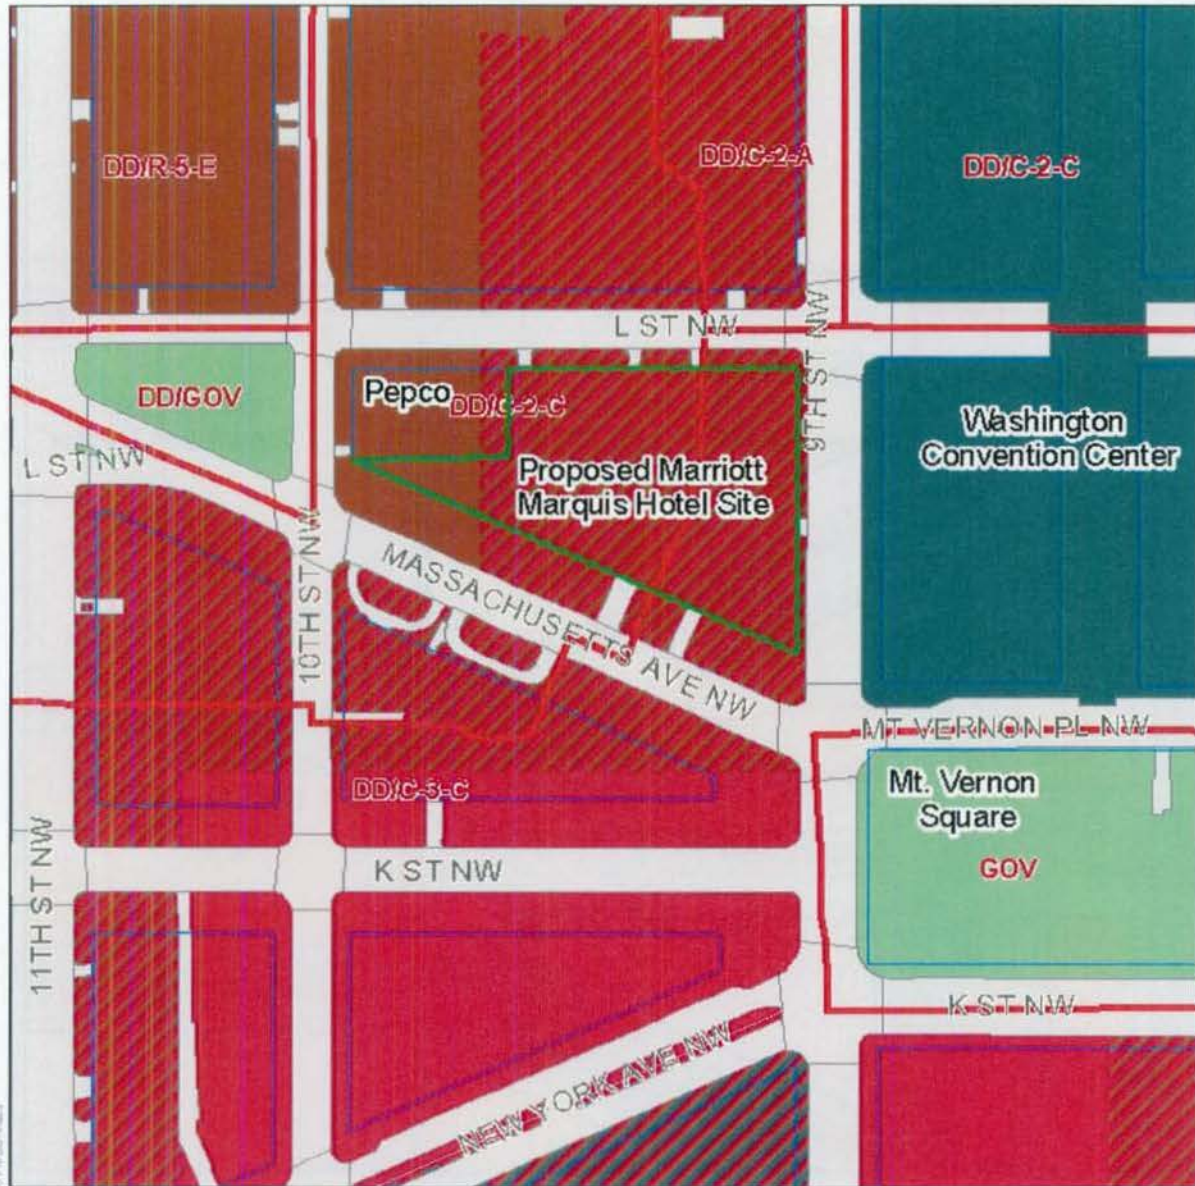 DD/R-5-E
DD/C-2-A
DD/C-2-C
L ST NW
9TH ST NW
DD/GOV
Pepco
DD/C-2-C
Washington
Convention Center
L ST NW
Proposed Marriott
Marquis Hotel Site
10TH ST NW
MASSACHUSETTS AVE NW
MT VERNON PL NW
DD/C-3-C
Mt. Vernon
Square
GOV
K ST NW
11TH ST NW
K ST NW
NEW YORK AVE NW